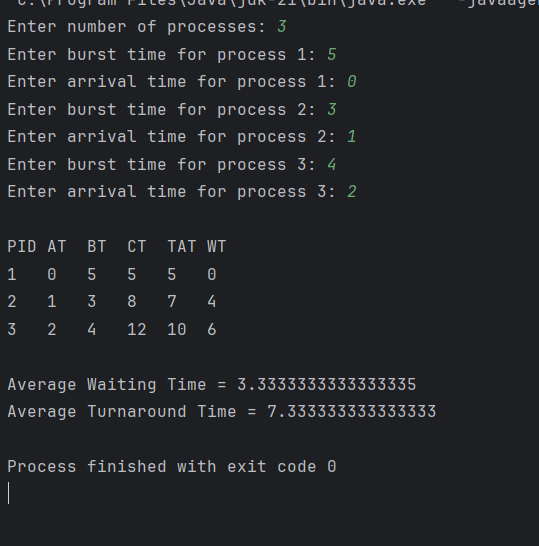 C:\Program Files\Java\jdk-21\bin\java.exe
Enter number of processes: 3
Enter burst time for process 1: 5
Enter arrival time for process 1: 0
Enter burst time for process 2: 3
Enter arrival time for process 2: 1
Enter burst time for process 3: 4
Enter arrival time for process 3: 2
PID AT BT CT TAT WT
1 0 5 5 5 0
2 1 3 8 7 4
3 2 4 12 10 6
Average Waiting Time = 3.3333333333333335
Average Turnaround Time = 7.333333333333333
Process finished with exit code 0